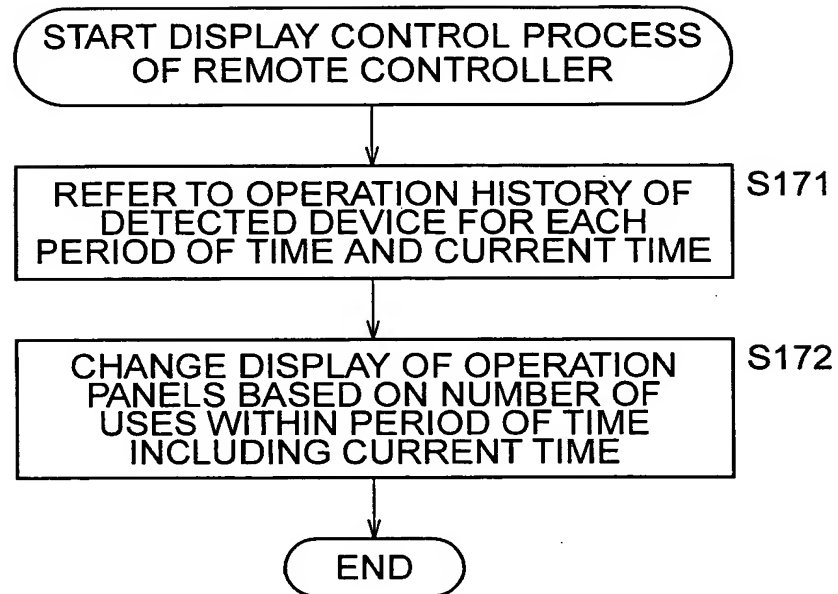 START DISPLAY CONTROL PROCESS
OF REMOTE CONTROLLER
S171
REFER TO OPERATION HISTORY OF
DETECTED DEVICE FOR EACH
PERIOD OF TIME AND CURRENT TIME
S172
CHANGE DISPLAY OF OPERATION
PANELS BASED ON NUMBER OF
USES WITHIN PERIOD OF TIME
INCLUDING CURRENT TIME
END